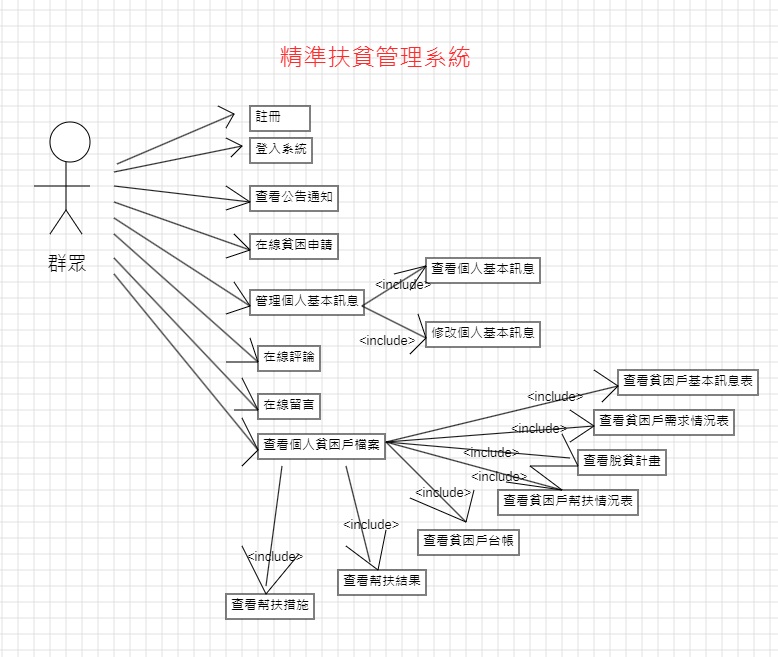 精準扶貧管理系統
註冊
登入系統
查看公告通知
在線貧困申請
群眾
查看個人基本訊息
<include>
管理個人基本訊息
修改個人基本訊息
<include>
在線評論
查看貧困戶基本訊息表
<include>
在線留言
查看貧困戶需求情況表
<include>
查看個人貧困戶檔案
<include>
查看脫貧計畫
<include>
<include>
查看貧困戶幫扶情況表
<include>
查看貧困戶台帳
<include>
查看幫扶結果
查看幫扶措施